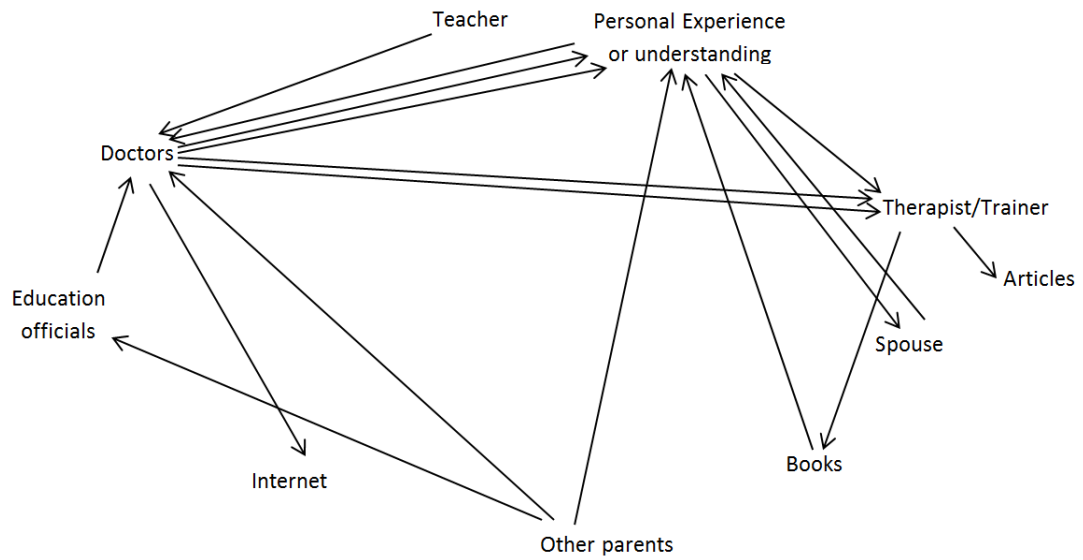 Teacher
Personal Experience
or understanding
Doctors
Therapist/Trainer
Articles
Education
officials
Spouse
Books
Internet
Other parents